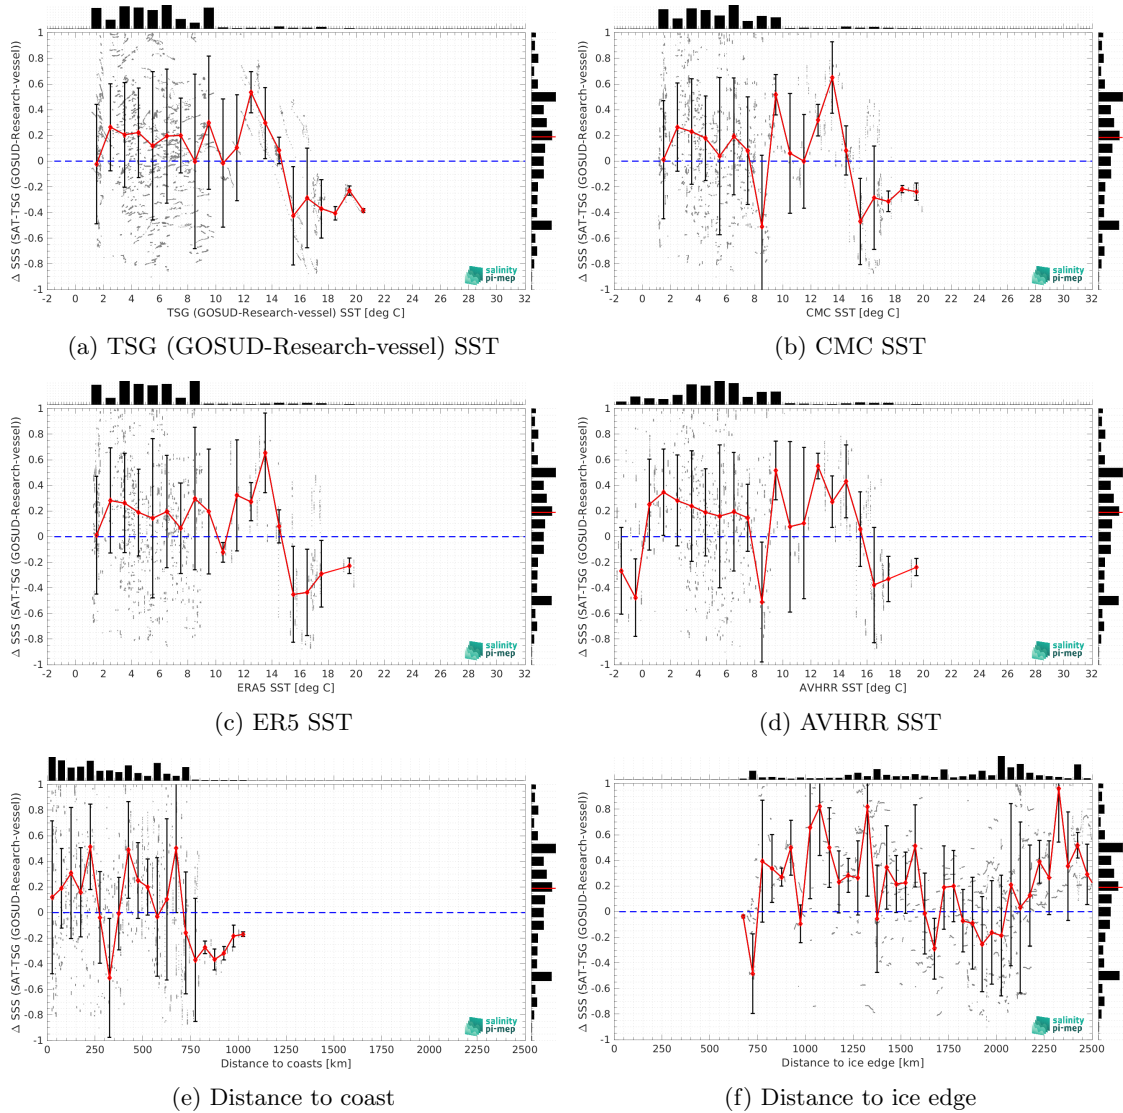 1
0.8
0.6
0.4
0.2
0
-0.2
-0.4
-0.6
-0.8
-1
Δ SSS (SAT-TSG (GOSUD-Research-vessel))
-2 0 2 4 6 8 10 12 14 16 18 20 22 24 26 28 30 32
TSG (GOSUD-Research-vessel) SST [deg C]
salinity
pi-mep
(a) TSG (GOSUD-Research-vessel) SST
1
0.8
0.6
0.4
0.2
0
-0.2
-0.4
-0.6
-0.8
-1
Δ SSS (SAT-TSG (GOSUD-Research-vessel))
-2 0 2 4 6 8 10 12 14 16 18 20 22 24 26 28 30 32
CMC SST [deg C]
salinity
pi-mep
(b) CMC SST
1
0.8
0.6
0.4
0.2
0
-0.2
-0.4
-0.6
-0.8
-1
Δ SSS (SAT-TSG (GOSUD-Research-vessel))
-2 0 2 4 6 8 10 12 14 16 18 20 22 24 26 28 30 32
ERA5 SST [deg C]
salinity
pi-mep
(c) ER5 SST
1
0.8
0.6
0.4
0.2
0
-0.2
-0.4
-0.6
-0.8
-1
Δ SSS (SAT-TSG (GOSUD-Research-vessel))
-2 0 2 4 6 8 10 12 14 16 18 20 22 24 26 28 30 32
AVHRR SST [deg C]
salinity
pi-mep
(d) AVHRR SST
1
0.8
0.6
0.4
0.2
0
-0.2
-0.4
-0.6
-0.8
-1
Δ SSS (SAT-TSG (GOSUD-Research-vessel))
0 250 500 750 1000 1250 1500 1750 2000 2250 2500
Distance to coasts [km]
salinity
pi-mep
(e) Distance to coast
1
0.8
0.6
0.4
0.2
0
-0.2
-0.4
-0.6
-0.8
-1
Δ SSS (SAT-TSG (GOSUD-Research-vessel))
0 250 500 750 1000 1250 1500 1750 2000 2250 2500
Distance to ice edge [km]
salinity
pi-mep
(f) Distance to ice edge